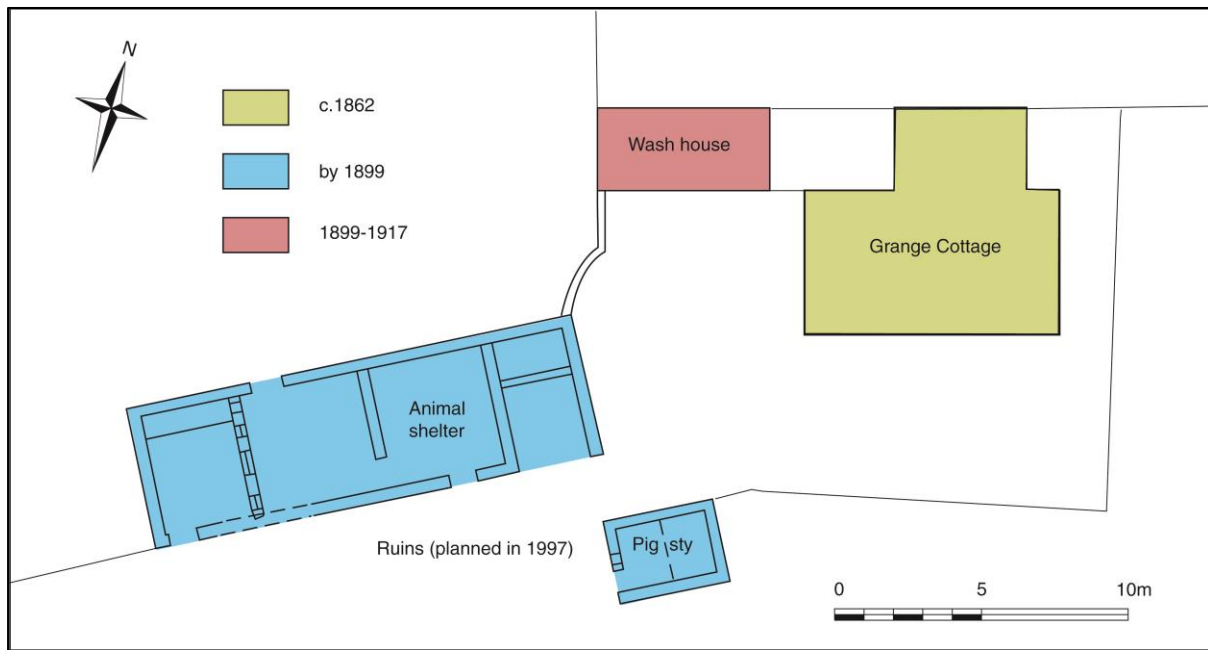 N
c.1862
by 1899
1899-1917
Wash house
Grange Cottage
Animal
shelter
Ruins (planned in 1997)
Pig sty
0 5 10m